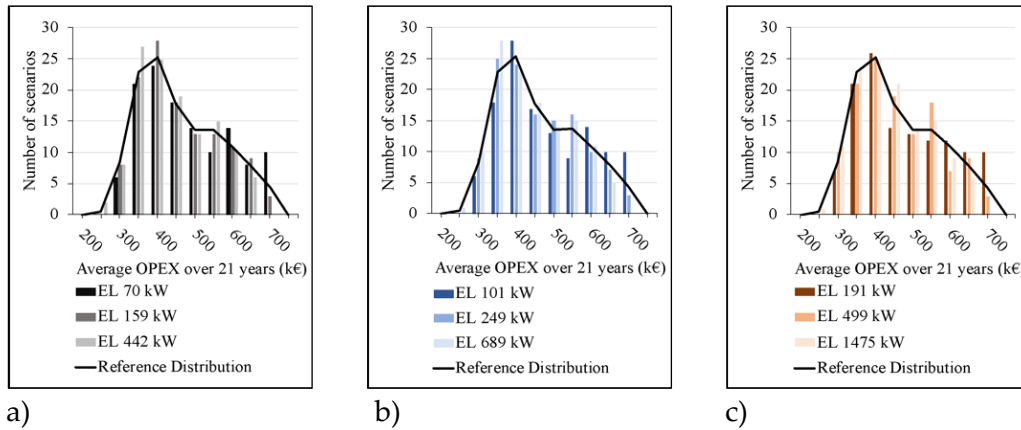 30
25
20
15
10
5
0
Number of scenarios
200
300
400
500
600
700
Average OPEX over 21 years (k€)
EL 70 kW
EL 159 kW
EL 442 kW
Reference Distribution
a)
30
25
20
15
10
5
0
Number of scenarios
200
300
400
500
600
700
Average OPEX over 21 years (k€)
EL 101 kW
EL 249 kW
EL 689 kW
Reference Distribution
b)
30
25
20
15
10
5
0
Number of scenarios
200
300
400
500
600
700
Average OPEX over 21 years (k€)
EL 191 kW
EL 499 kW
EL 1475 kW
Reference Distribution
c)